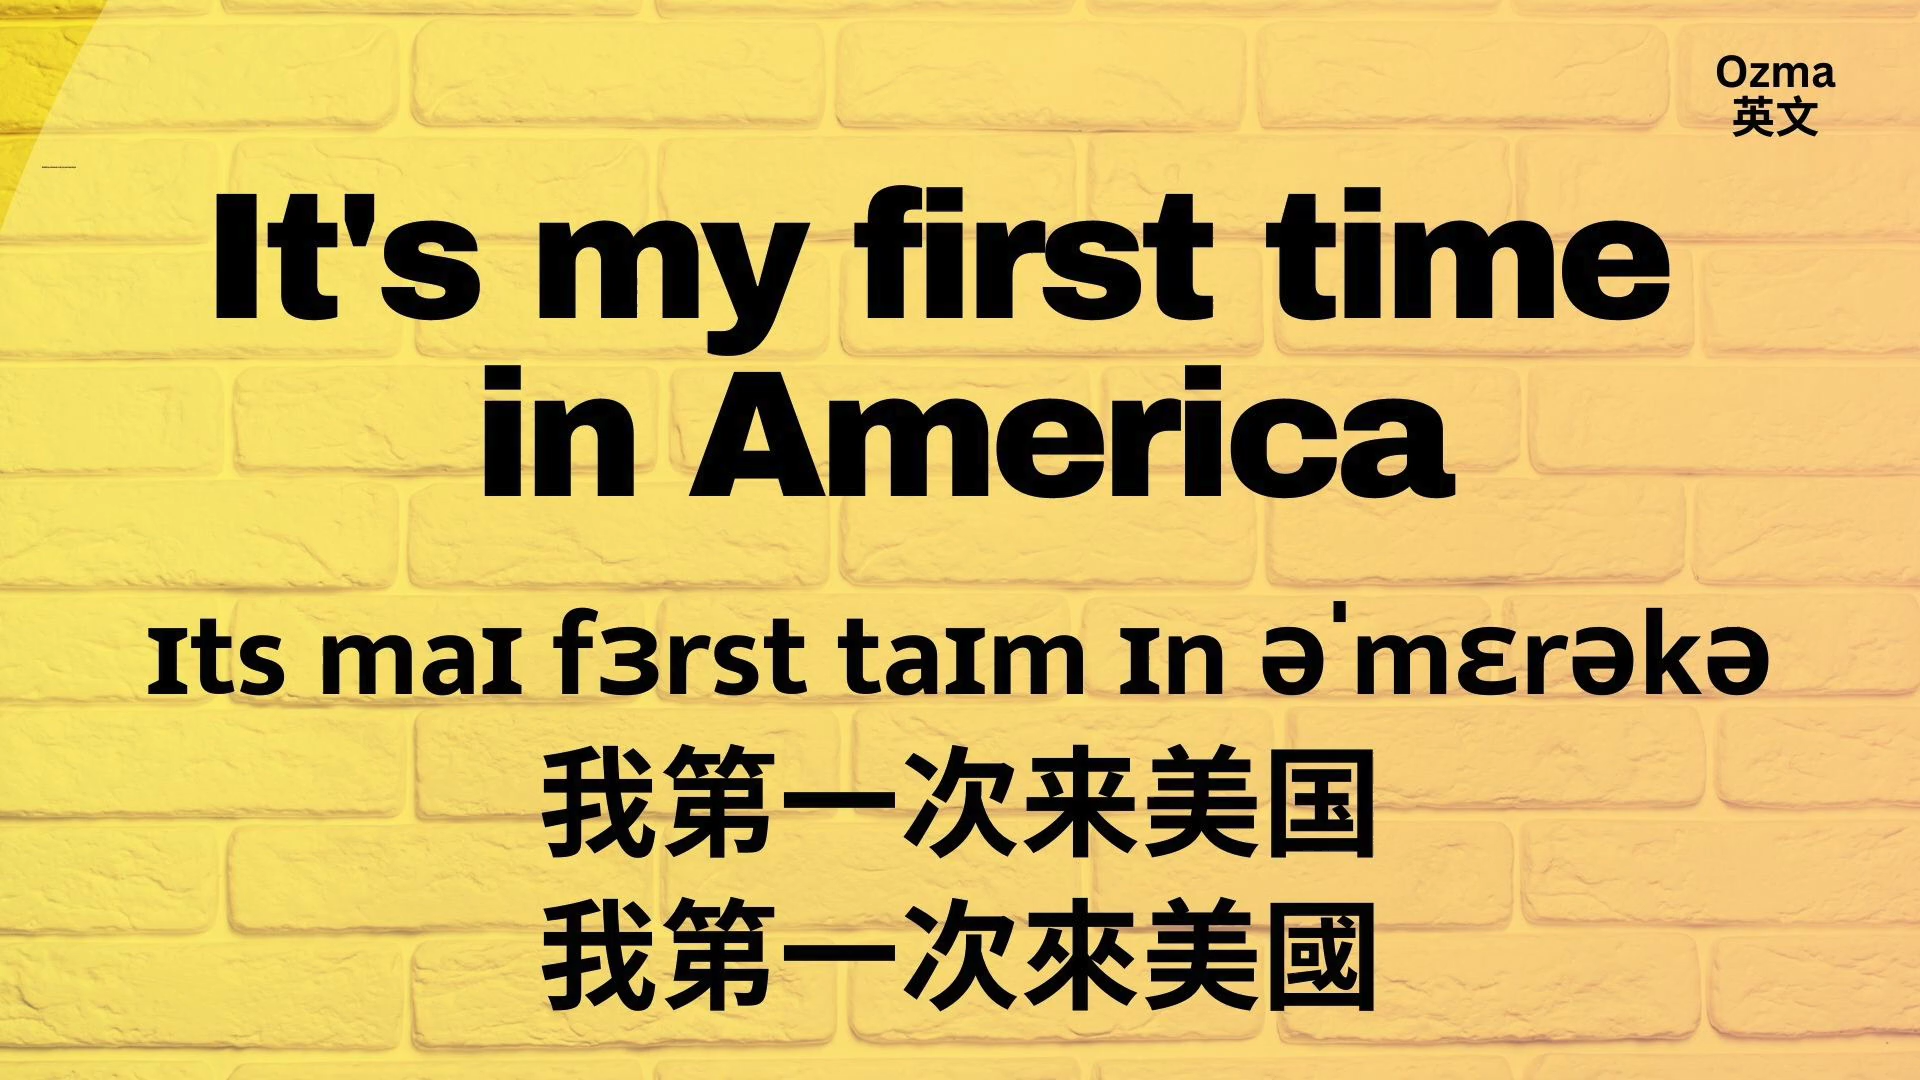 Ozma
英文
It's my first time
in America
ɪts maɪ fɜrst taɪm ɪn əˈmɛrəkə
我第一次来美国
我第一次來美國